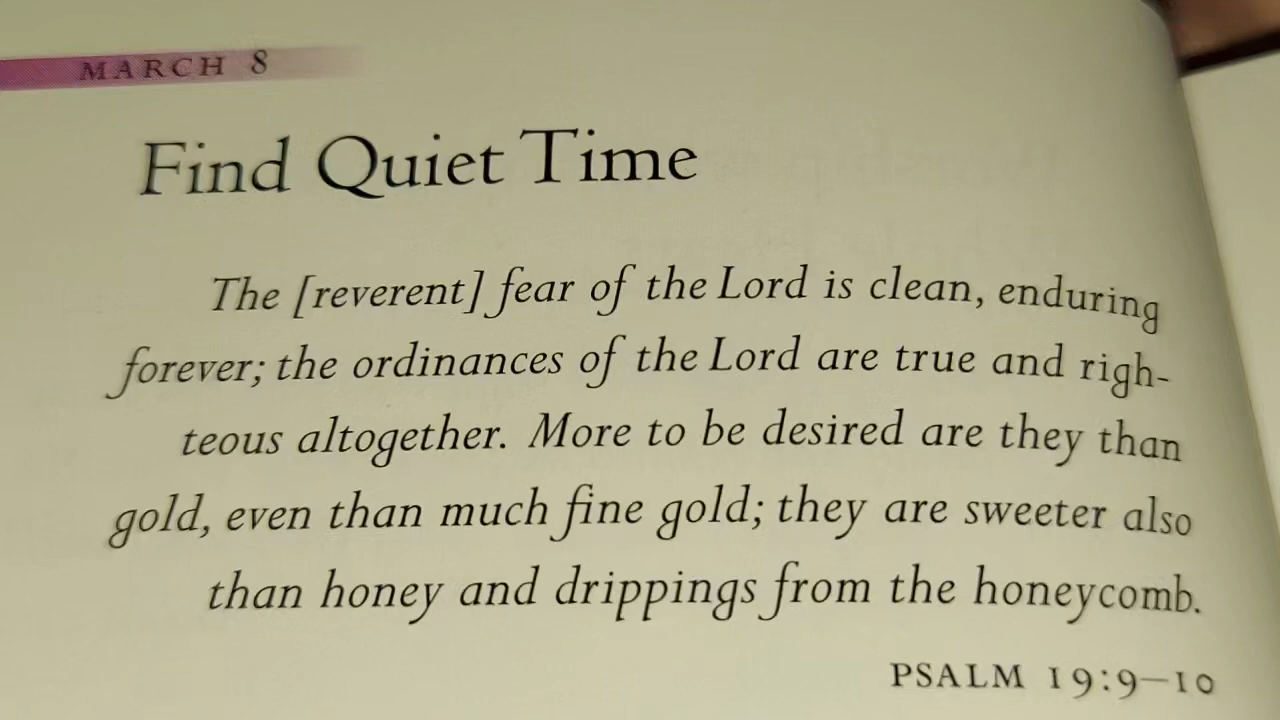 MARCH 8
Find Quiet Time
The [reverent] fear of the Lord is clean, enduring
forever; the ordinances of the Lord are true and righ-
teous altogether. More to be desired are they than
gold, even than much fine gold; they are sweeter also
than honey and drippings from the honeycomb.
PSALM 19:9–10